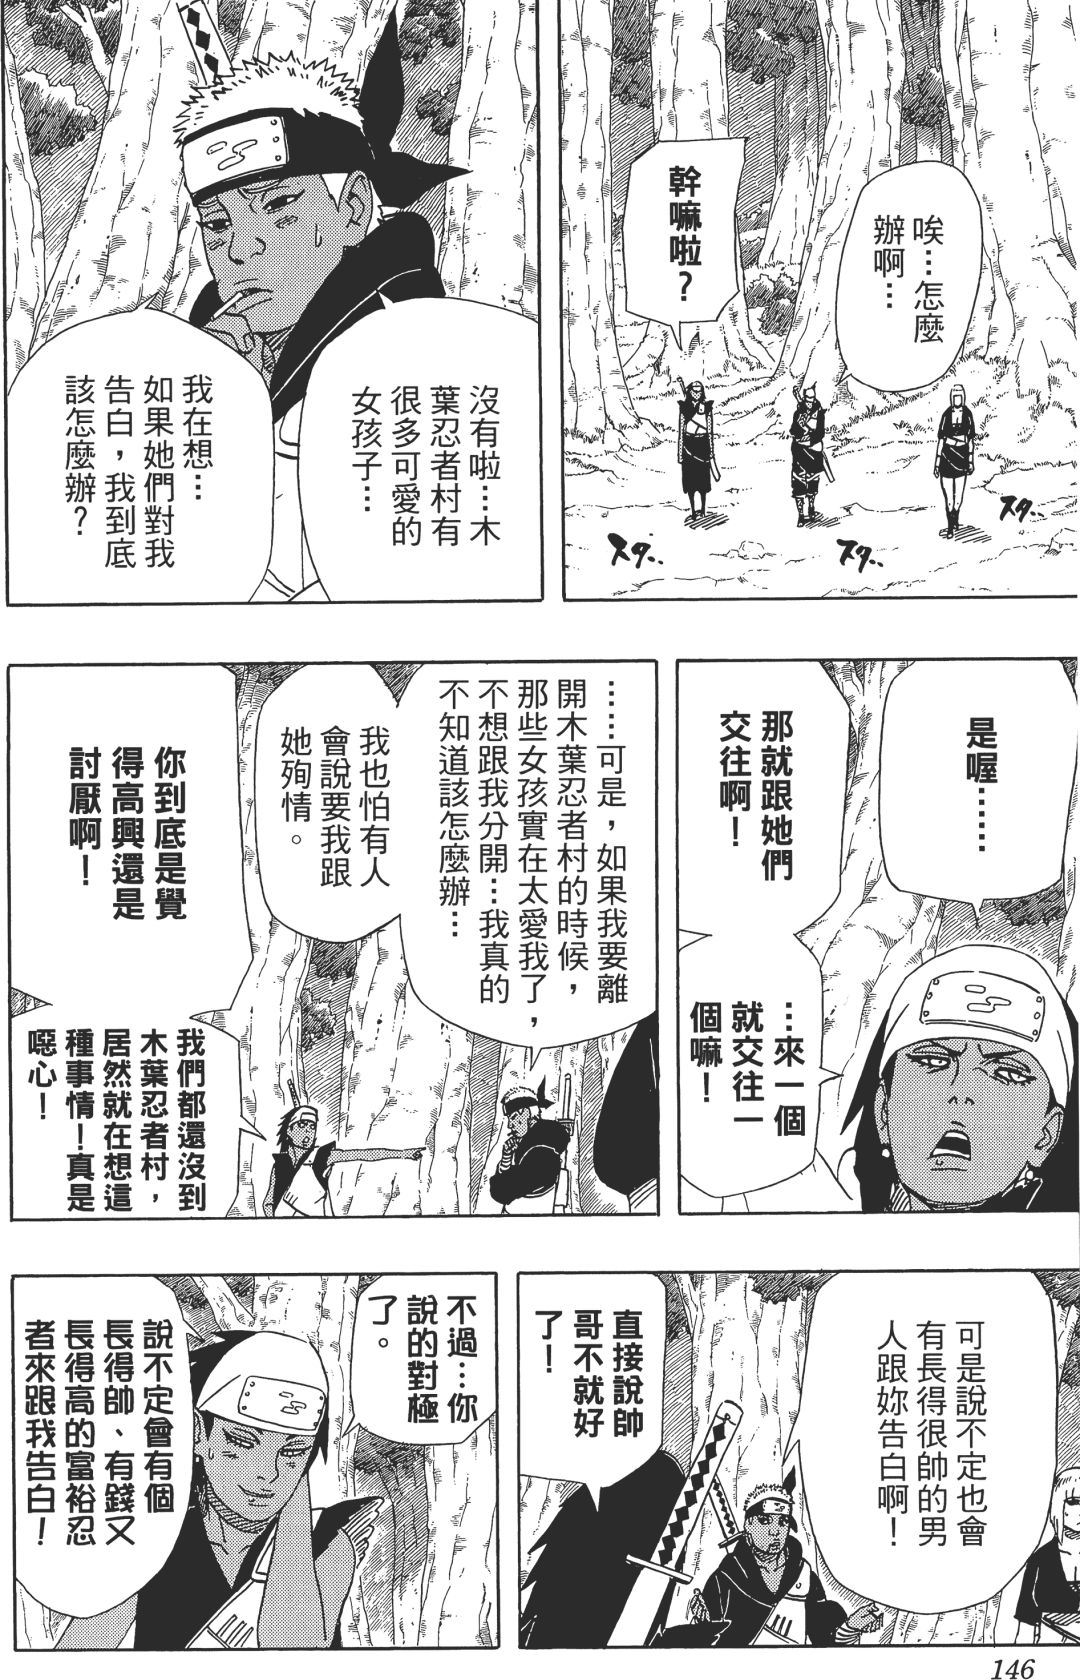 唉…怎麼
辦啊…
幹嘛啦？
スタ..
スタ..
スタ..
沒有啦…木
葉忍者村有
很多可愛的
女孩子…
我在想…
如果她們對我
告白，我到底
該怎麼辦？
是喔……
那就跟她們
交往啊！
…來一個
就交往一
個嘛！
……可是，如果我要離
開木葉忍者村的時候，
那些女孩實在太愛我了，
不想跟我分開…我真的
不知道該怎麼辦…
我也怕有人
會說要我跟
她殉情。
你到底是覺
得高興還是
討厭啊！
我們都還沒到
木葉忍者村，
居然就在想這
種事情！真是
噁心！
可是說不定也會
有長得很帥的男
人跟妳告白啊！
直接說帥
哥不就好
了！
不過…你
說的對極
了。
說不定會有個
長得帥、有錢又
長得高的富裕忍
者來跟我告白！
146